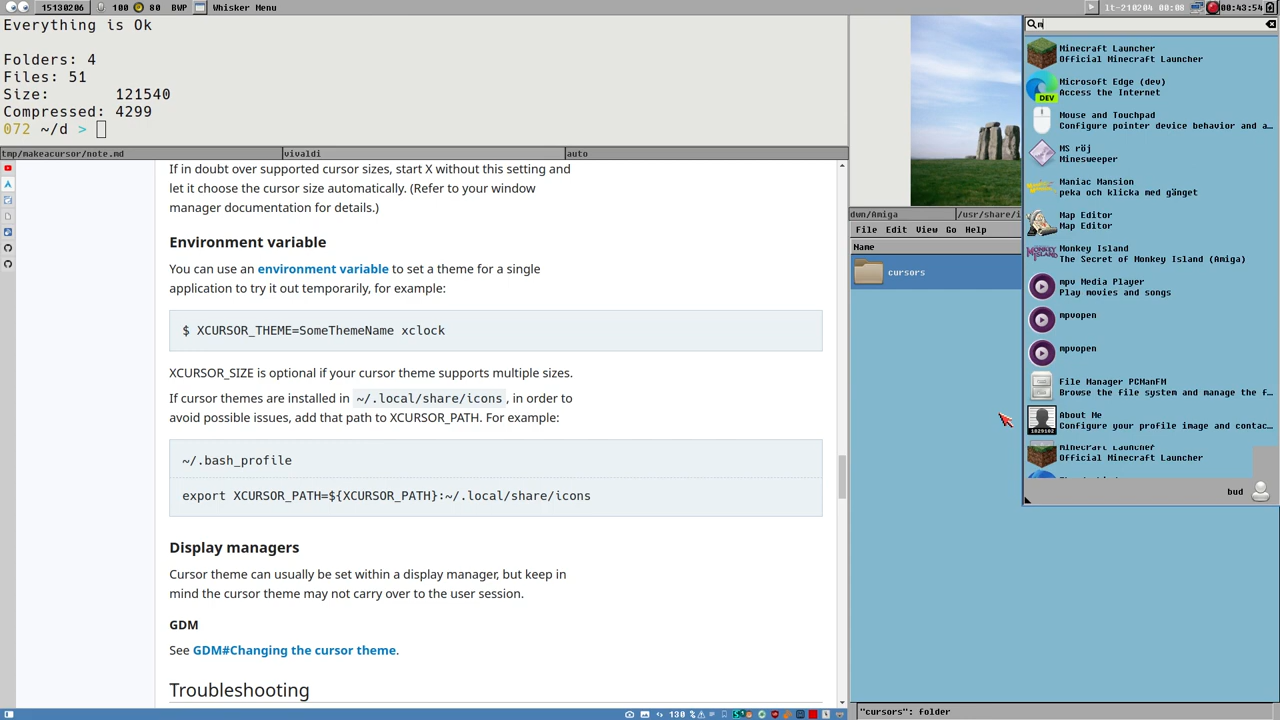 15130206 100 80 BWP Whisker Menu
lt-210204 00:08 00:43:54
Everything is Ok
Folders: 4
Files: 51
Size: 121540
Compressed: 4299
072 ~/d >
tmp/makeacursor/note.md
vivaldi
auto
If in doubt over supported cursor sizes, start X without this setting and
let it choose the cursor size automatically. (Refer to your window
manager documentation for details.)
Environment variable
You can use an environment variable to set a theme for a single
application to try it out temporarily, for example:
$ XCURSOR_THEME=SomeThemeName xclock
XCURSOR_SIZE is optional if your cursor theme supports multiple sizes.
If cursor themes are installed in ~/.local/share/icons, in order to
avoid possible issues, add that path to XCURSOR_PATH. For example:
~/.bash_profile
export XCURSOR_PATH=${XCURSOR_PATH}:~/.local/share/icons
Display managers
Cursor theme can usually be set within a display manager, but keep in
mind the cursor theme may not carry over to the user session.
GDM
See GDM#Changing the cursor theme.
Troubleshooting
130 %
dwn/Amiga
/usr/share/i
File Edit View Go Help
Name
cursors
"cursors": folder
m
Minecraft Launcher
Official Minecraft Launcher
Microsoft Edge (dev)
Access the Internet
DEV
Mouse and Touchpad
Configure pointer device behavior and a…
MS röj
Minesweeper
Maniac Mansion
peka och klicka med gänget
Map Editor
Map Editor
Monkey Island
The Secret of Monkey Island (Amiga)
mpv Media Player
Play movies and songs
mpvopen
mpvopen
File Manager PCManFM
Browse the file system and manage the f…
About Me
Configure your profile image and contac…
Minecraft Launcher
Official Minecraft Launcher
bud